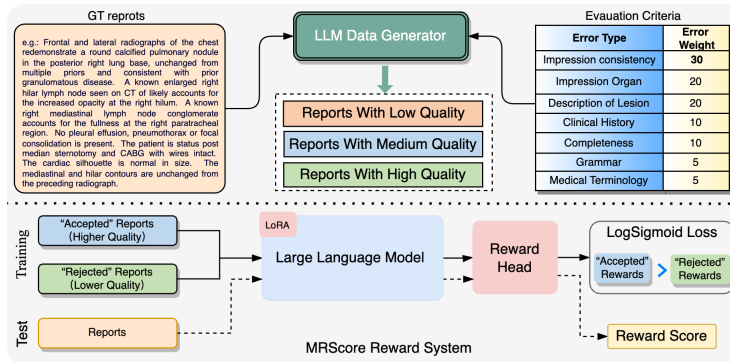 GT reprots
e.g.: Frontal and lateral radiographs of the chest
redemonstrate a round calcified pulmonary nodule
in the posterior right lung base, unchanged from
multiple priors and consistent with prior
granulomatous disease. A known enlarged right
hilar lymph node seen on CT of likely accounts for
the increased opacity at the right hilum. A known
right mediastinal lymph node conglomerate
accounts for the fullness at the right paratracheal
region. No pleural effusion, pneumothorax or focal
consolidation is present. The patient is status post
median sternotomy and CABG with wires intact.
The cardiac silhouette is normal in size. The
mediastinal and hilar contours are unchanged from
the preceding radiograph.
LLM Data Generator
Reports With Low Quality
Reports With Medium Quality
Reports With High Quality
Evauation Criteria
Error Type
Error
Weight
Impression consistency 30
Impression Organ 20
Description of Lesion 20
Clinical History 10
Completeness 10
Grammar 5
Medical Terminology 5
Training
"Accepted" Reports
(Higher Quality)
"Rejected" Reports
(Lower Quality)
LoRA
Large Language Model
Reward
Head
LogSigmoid Loss
"Accepted"
Rewards
>
"Rejected"
Rewards
Test
Reports
MRScore Reward System
Reward Score